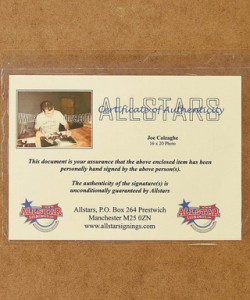 ALLSTARS
Certificate of Authenticity
Joe Calzaghe
16 x 20 Photo
This document is your assurance that the above enclosed item has been
personally hand signed by the above person(s).
The authenticity of the signature(s) is
unconditionally guaranteed by Allstars
Allstars, P.O. Box 264 Prestwich
Manchester M25 0ZN
www.allstarsignings.com
ALLSTAR
ALLSTAR